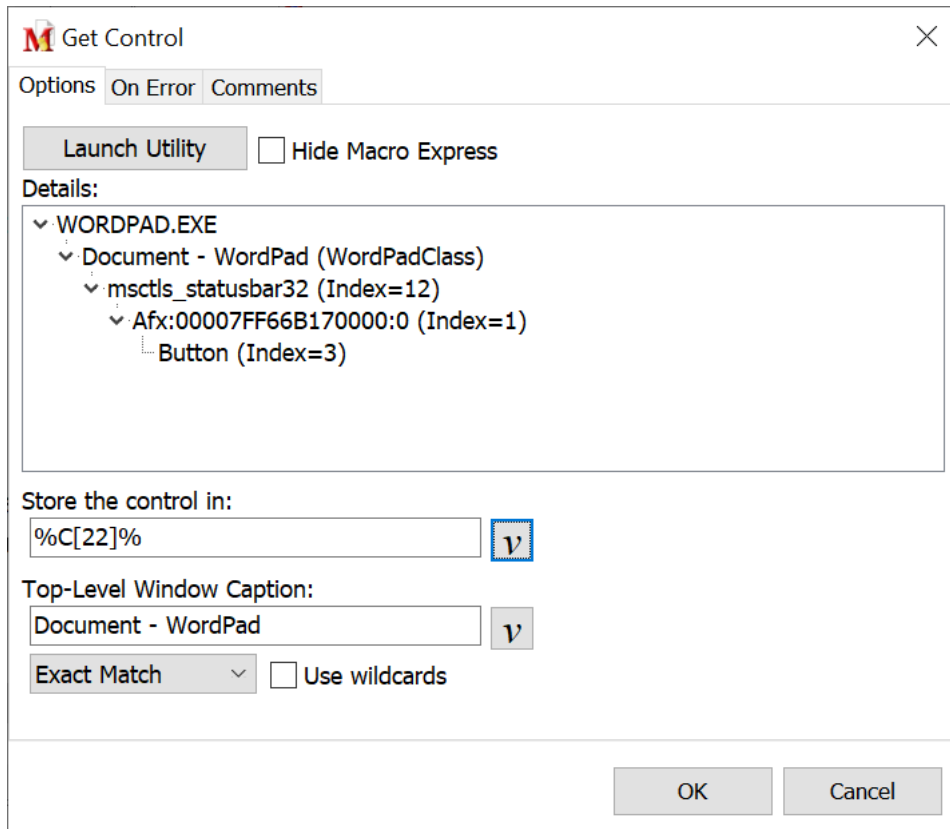 Get Control
Options On Error Comments
Launch Utility Hide Macro Express
Details:
WORDPAD.EXE
Document - WordPad (WordPadClass)
msctls_statusbar32 (Index=12)
Afx:00007FF66B170000:0 (Index=1)
Button (Index=3)
Store the control in:
%C[22]% v
Top-Level Window Caption:
Document - WordPad v
Exact Match Use wildcards
OK Cancel